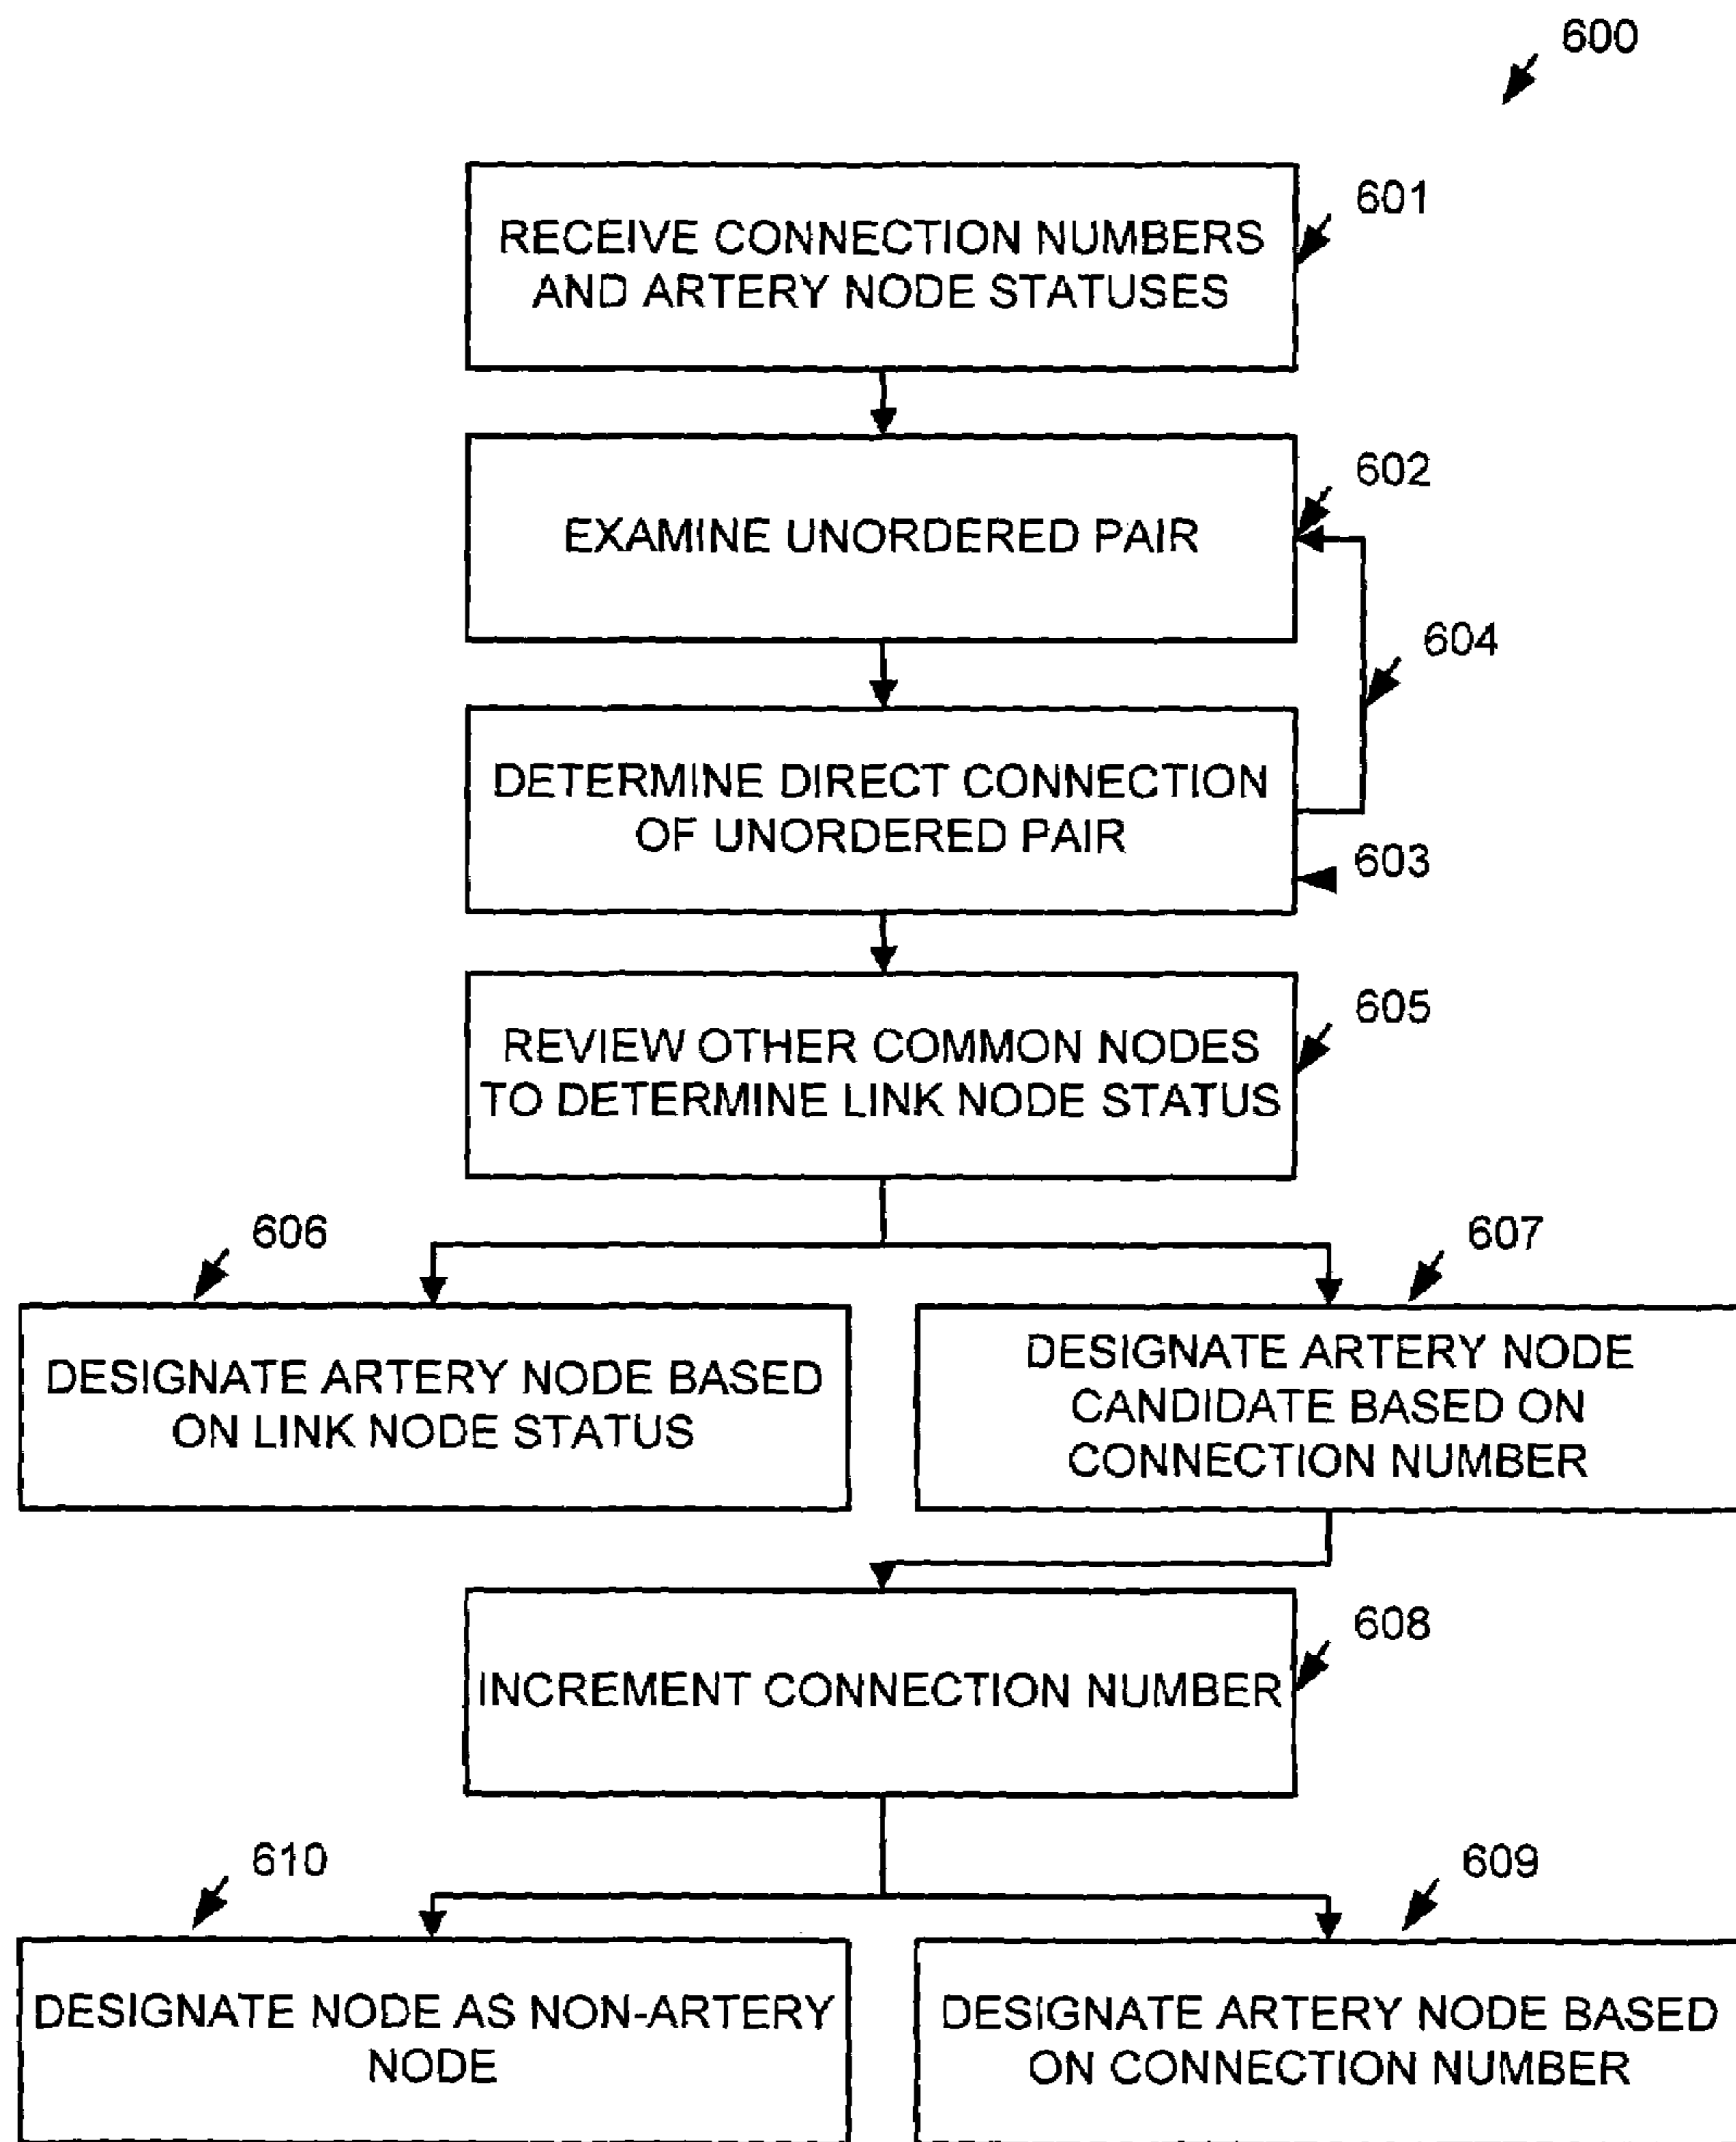 600
601
RECEIVE CONNECTION NUMBERS
AND ARTERY NODE STATUSES
602
EXAMINE UNORDERED PAIR
604
DETERMINE DIRECT CONNECTION
OF UNORDERED PAIR
603
605
REVIEW OTHER COMMON NODES
TO DETERMINE LINK NODE STATUS
606
607
DESIGNATE ARTERY NODE BASED
ON LINK NODE STATUS
DESIGNATE ARTERY NODE
CANDIDATE BASED ON
CONNECTION NUMBER
608
INCREMENT CONNECTION NUMBER
610
609
DESIGNATE NODE AS NON-ARTERY
NODE
DESIGNATE ARTERY NODE BASED
ON CONNECTION NUMBER